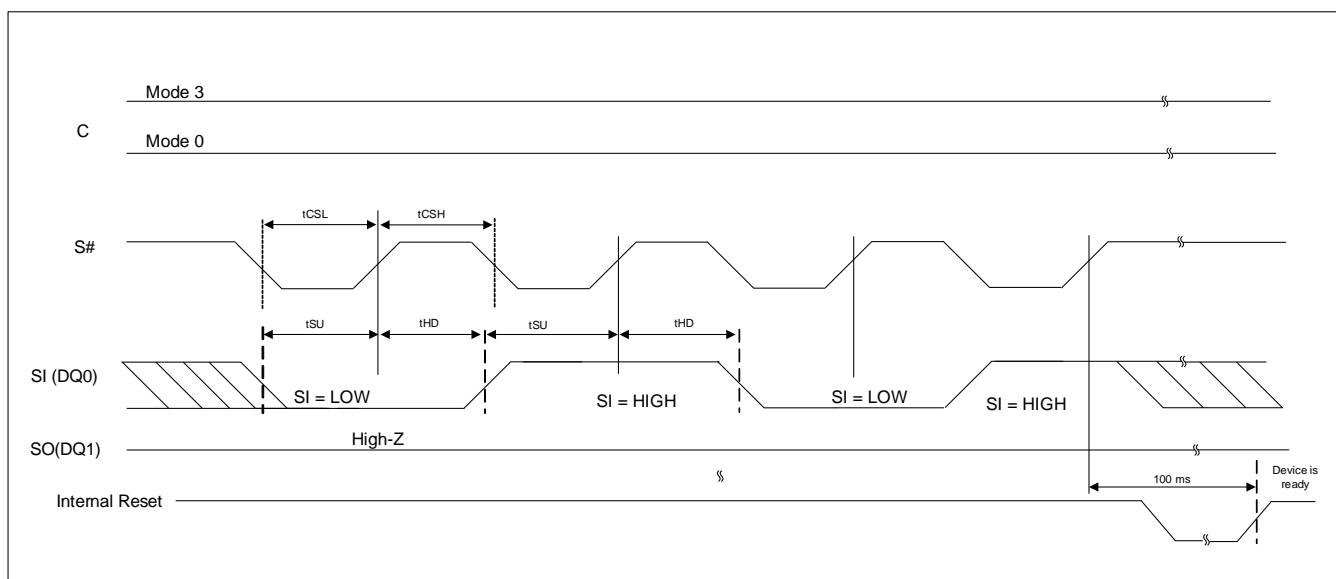 Mode 3
C
Mode 0
tCSL
tCSH
S#
tSU
tHD
tSU
tHD
SI (DQ0)
SI = LOW
SI = HIGH
SI = LOW
SI = HIGH
High-Z
SO(DQ1)
100 ms
Device is
ready
Internal Reset